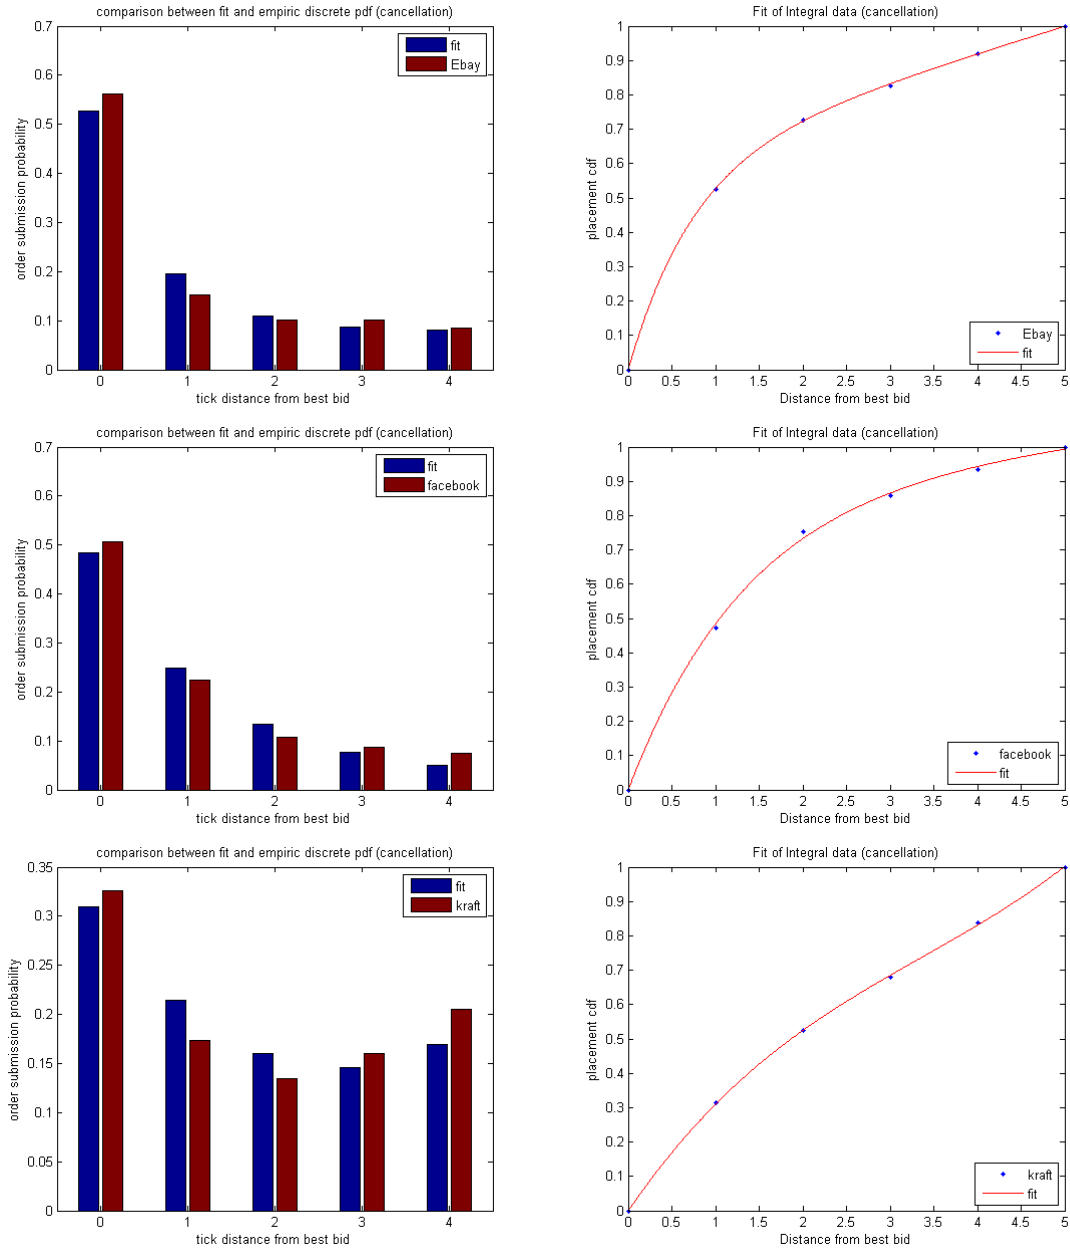 comparison between fit and empiric discrete pdf (cancellation)
0.7
0.6
0.5
0.4
0.3
0.2
0.1
0
order submission probability
fit
Ebay
0 1 2 3 4
tick distance from best bid
Fit of Integral data (cancellation)
1
0.9
0.8
0.7
0.6
0.5
0.4
0.3
0.2
0.1
0
placement cdf
Ebay
fit
0 0.5 1 1.5 2 2.5 3 3.5 4 4.5 5
Distance from best bid
comparison between fit and empiric discrete pdf (cancellation)
0.7
0.6
0.5
0.4
0.3
0.2
0.1
0
order submission probability
fit
facebook
0 1 2 3 4
tick distance from best bid
Fit of Integral data (cancellation)
1
0.9
0.8
0.7
0.6
0.5
0.4
0.3
0.2
0.1
0
placement cdf
facebook
fit
0 0.5 1 1.5 2 2.5 3 3.5 4 4.5 5
Distance from best bid
comparison between fit and empiric discrete pdf (cancellation)
0.35
0.3
0.25
0.2
0.15
0.1
0.05
0
order submission probability
fit
kraft
0 1 2 3 4
tick distance from best bid
Fit of Integral data (cancellation)
1
0.9
0.8
0.7
0.6
0.5
0.4
0.3
0.2
0.1
0
placement cdf
kraft
fit
0 0.5 1 1.5 2 2.5 3 3.5 4 4.5 5
Distance from best bid